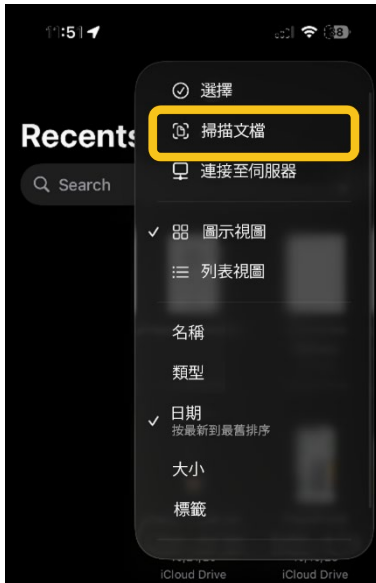 11:51
Recents
Search
選擇
掃描文檔
連接至伺服器
圖示視圖
列表視圖
名稱
類型
日期
按最新到最舊排序
大小
標籤
iCloud Drive
iCloud Drive